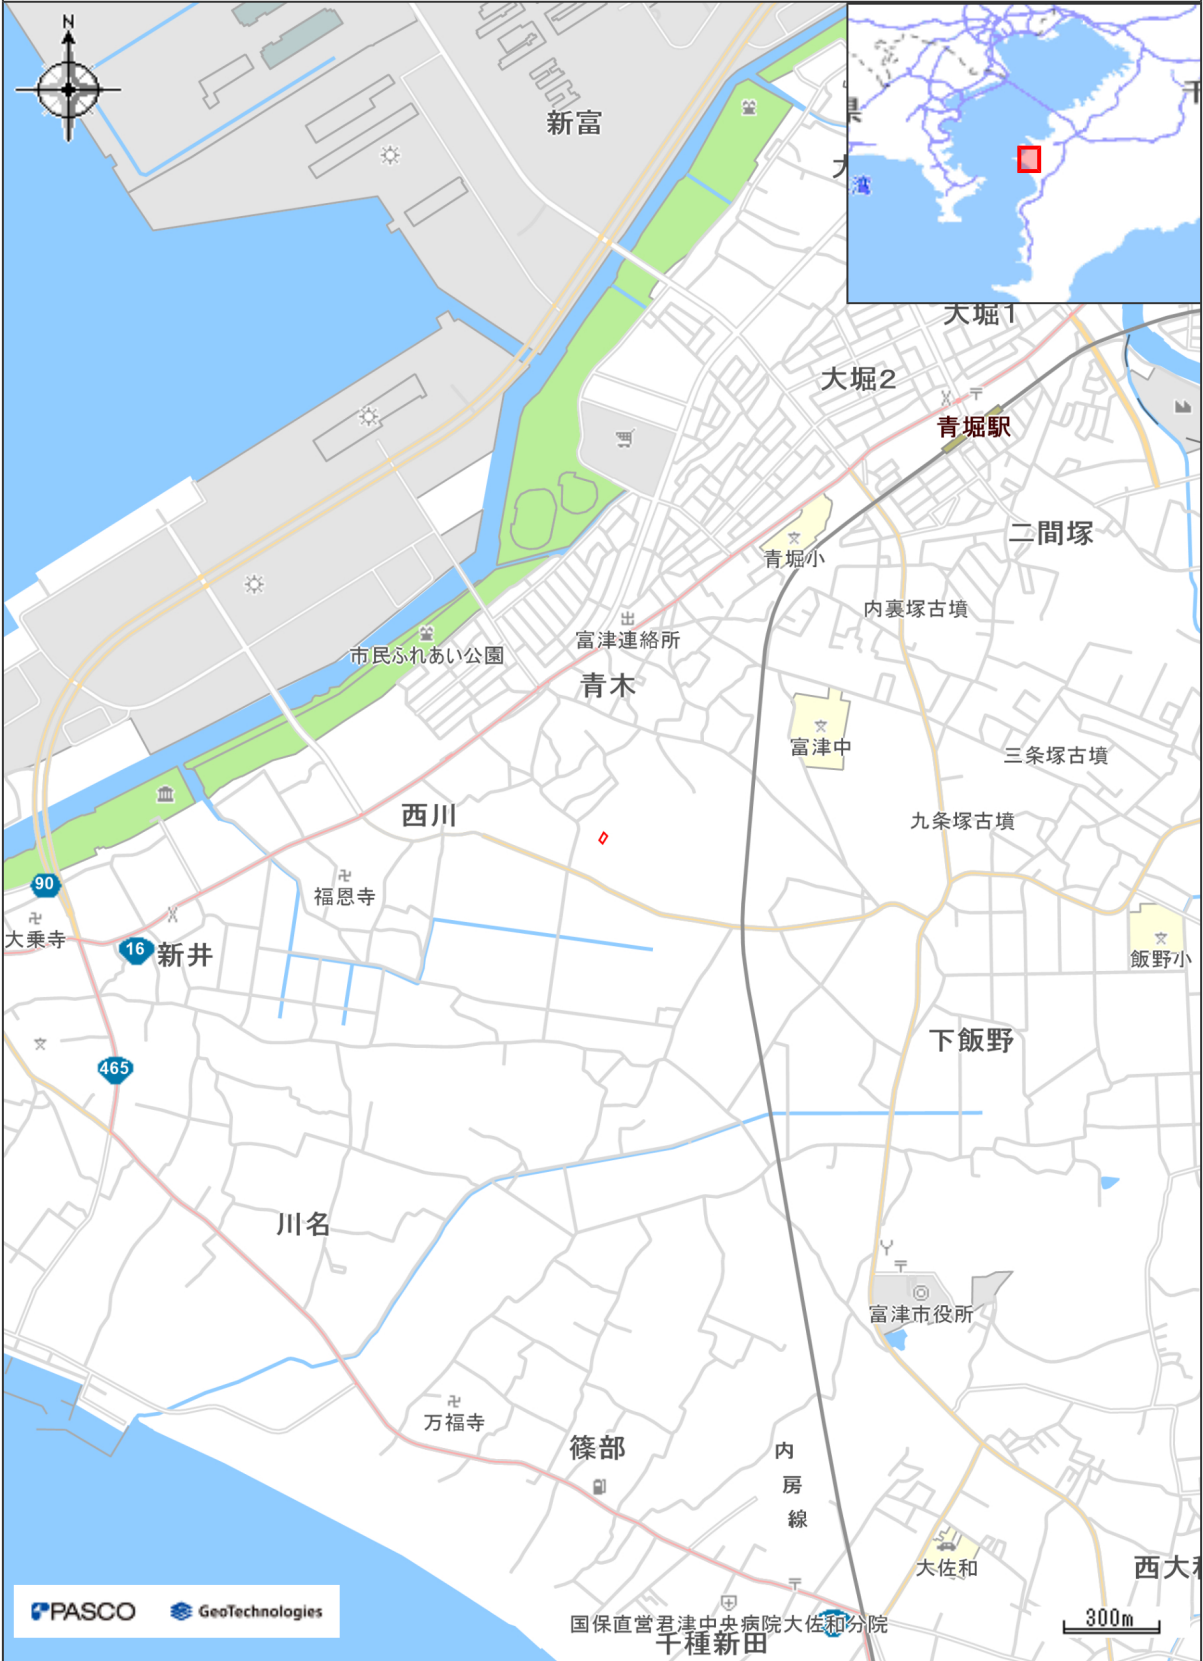 N
新富
大堀1
大堀2
青堀駅
二間塚
青堀小
内裏塚古墳
富津連絡所
市民ふれあい公園
青木
富津中
三条塚古墳
西川
九条塚古墳
福恩寺
90
大乗寺
16
新井
飯野小
下飯野
465
川名
富津市役所
万福寺
篠部
内房線
大佐和
西大
PASCO
GeoTechnologies
300m
国保直営君津中央病院大佐和分院
千種新田
県
千
湾